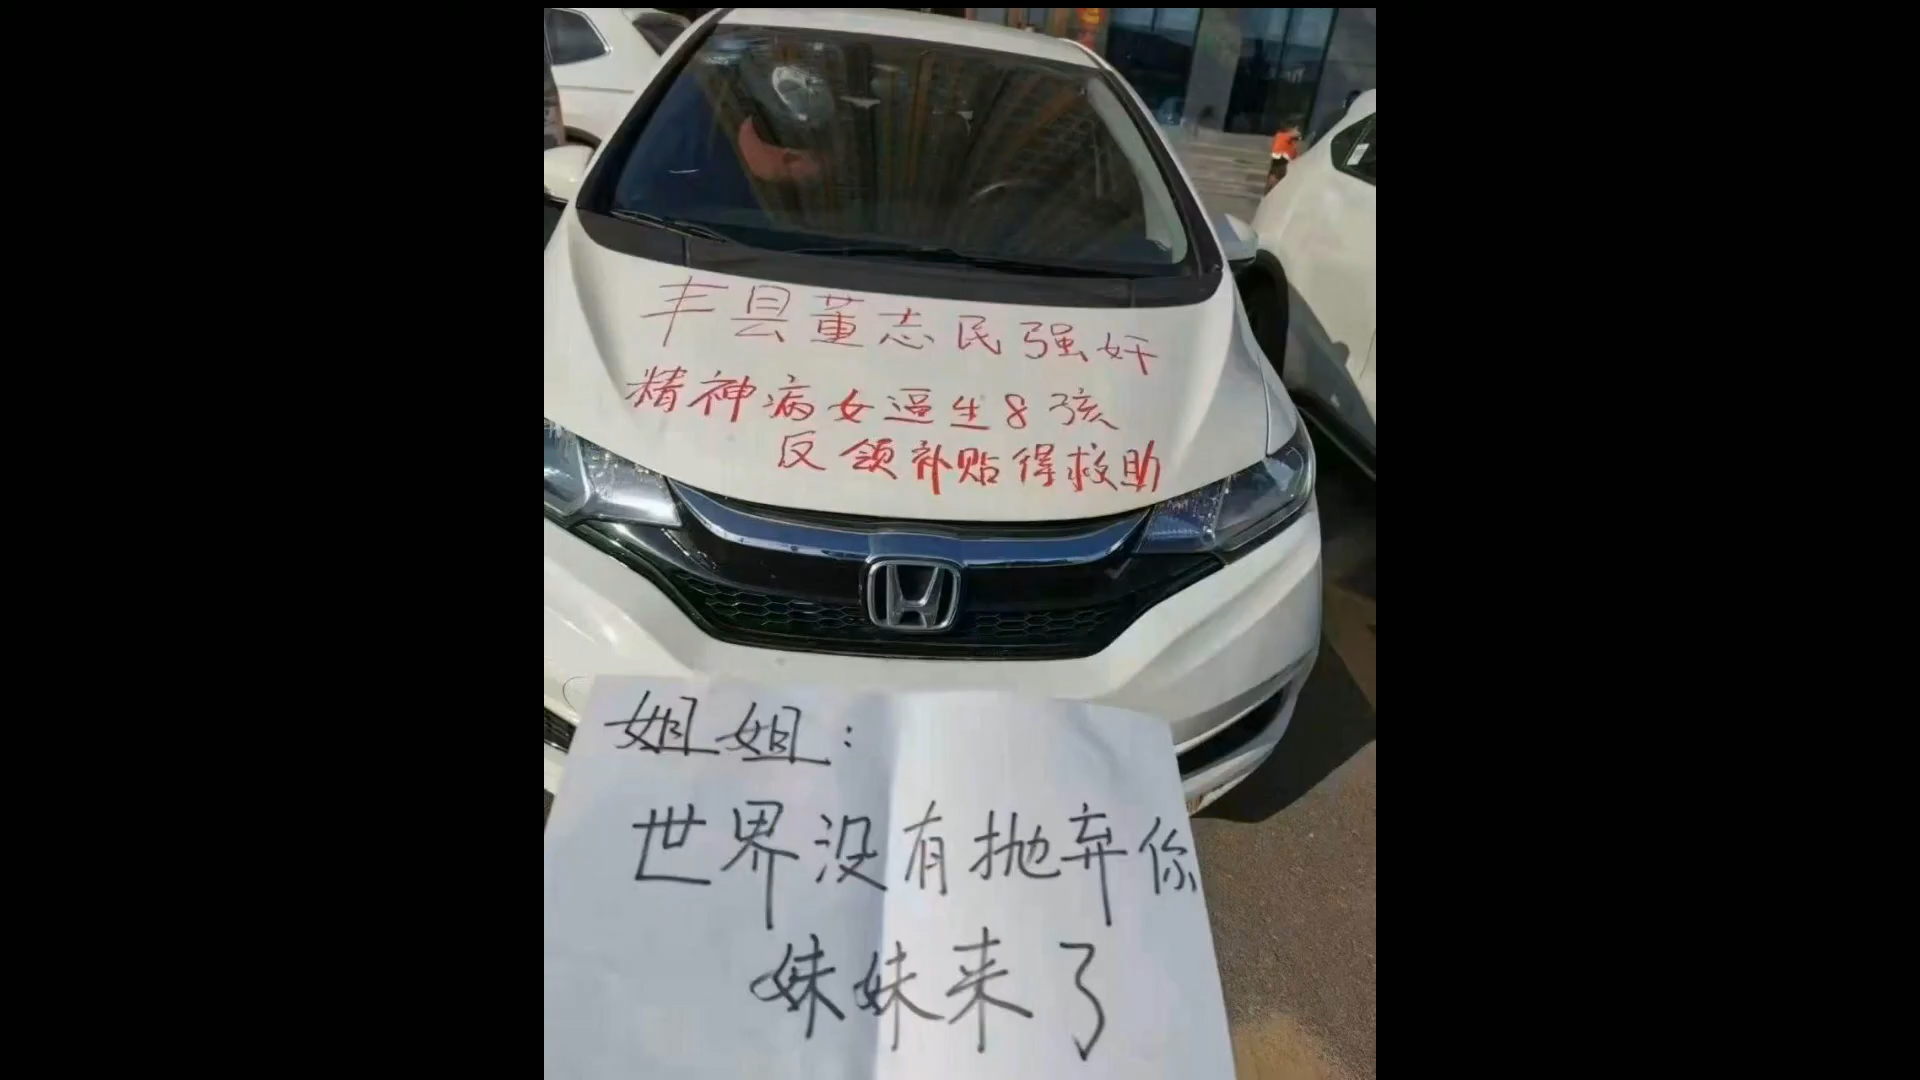 丰县董志民强奸
精神病女逼生8孩
反领补贴得救助
姐姐：
世界没有抛弃你
妹妹来了